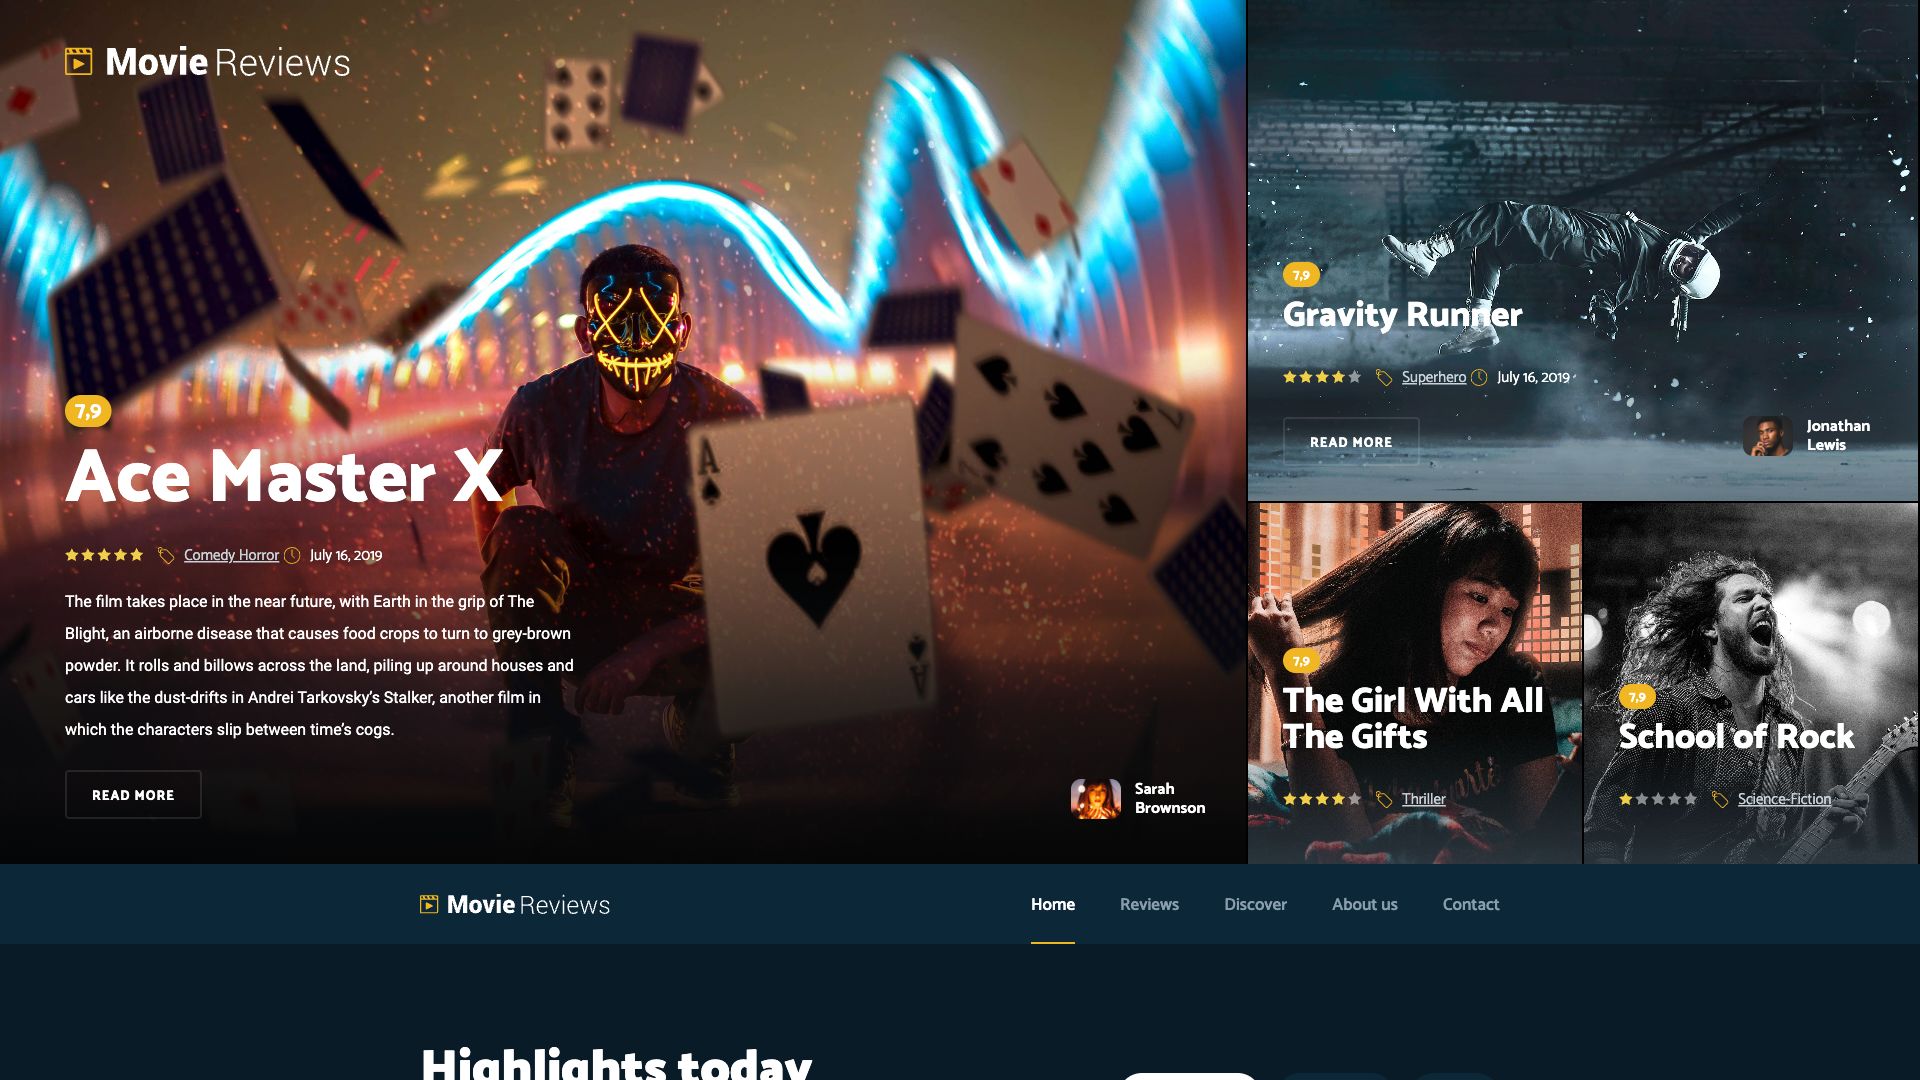 Movie Reviews
7,9
Ace Master X
Comedy Horror July 16, 2019
The film takes place in the near future, with Earth in the grip of The
Blight, an airborne disease that causes food crops to turn to grey-brown
powder. It rolls and billows across the land, piling up around houses and
cars like the dust-drifts in Andrei Tarkovsky's Stalker, another film in
which the characters slip between time's cogs.
READ MORE
Sarah
Brownson
A
A
7,9
Gravity Runner
Superhero July 16, 2019
READ MORE
Jonathan
Lewis
7,9
The Girl With All
The Gifts
Thriller
7,9
School of Rock
Science-Fiction
Movie Reviews
Home Reviews Discover About us Contact
Highlights today